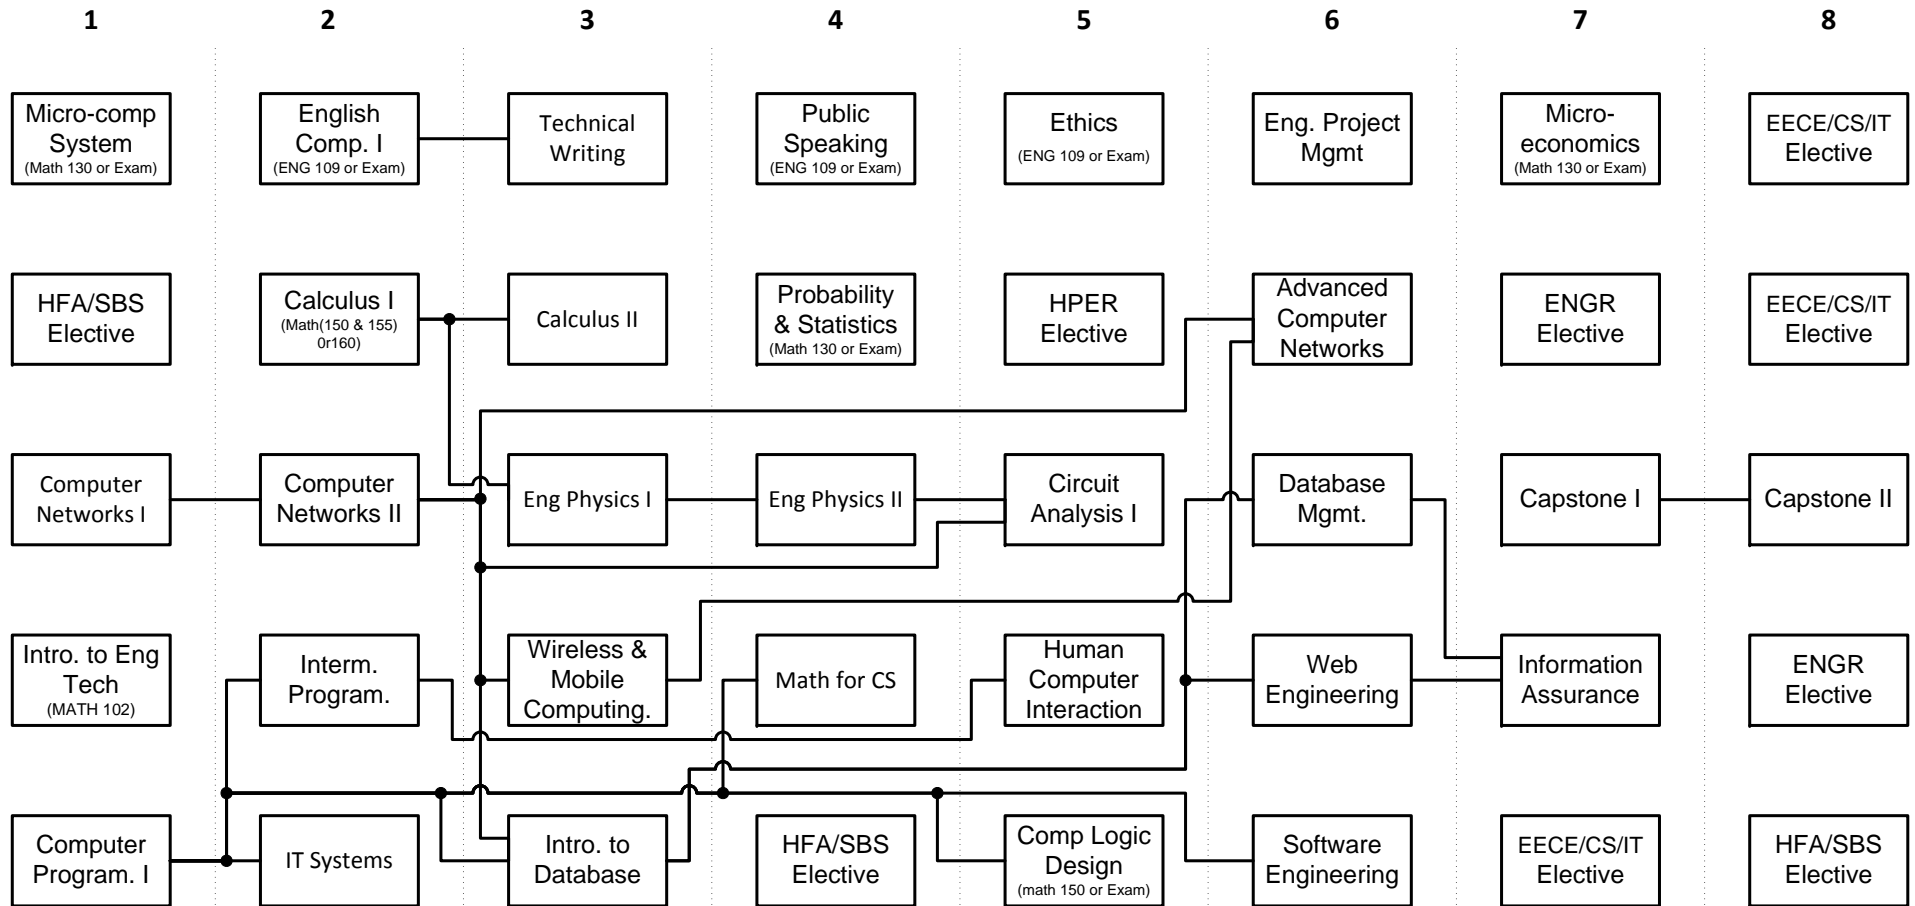 1 2 3 4 5 6 7 8
Micro-comp
System
(Math 130 or Exam)
English
Comp. I
(ENG 109 or Exam)
Technical
Writing
Public
Speaking
(ENG 109 or Exam)
Ethics
(ENG 109 or Exam)
Eng. Project
Mgmt
Micro-
economics
(Math 130 or Exam)
EECE/CS/IT
Elective
HFA/SBS
Elective
Calculus I
(Math(150 & 155)
0r160)
Calculus II
Probability
& Statistics
(Math 130 or Exam)
HPER
Elective
Advanced
Computer
Networks
ENGR
Elective
EECE/CS/IT
Elective
Computer
Networks I
Computer
Networks II
Eng Physics I
Eng Physics II
Circuit
Analysis I
Database
Mgmt.
Capstone I
Capstone II
Intro. to Eng
Tech
(MATH 102)
Interm.
Program.
Wireless &
Mobile
Computing.
Math for CS
Human
Computer
Interaction
Web
Engineering
Information
Assurance
ENGR
Elective
Computer
Program. I
IT Systems
Intro. to
Database
HFA/SBS
Elective
Comp Logic
Design
(math 150 or Exam)
Software
Engineering
EECE/CS/IT
Elective
HFA/SBS
Elective